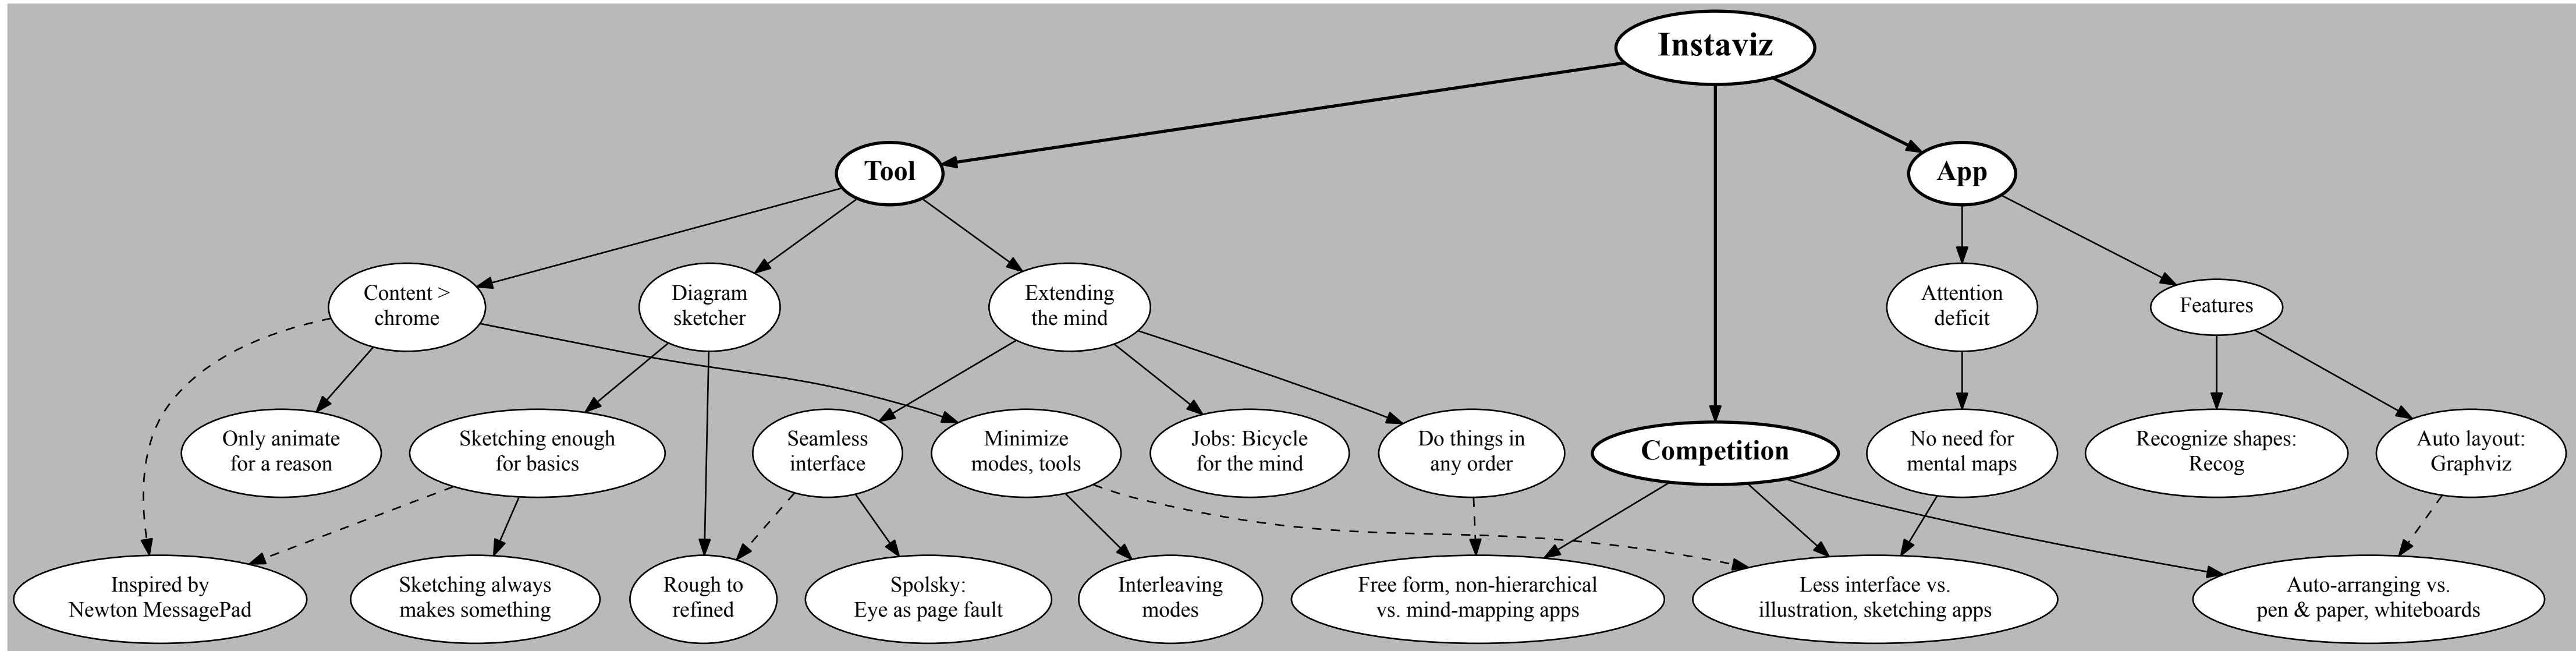 Instaviz
Tool
App
Content >
chrome
Diagram
sketcher
Extending
the mind
Attention
deficit
Features
Only animate
for a reason
Sketching enough
for basics
Seamless
interface
Minimize
modes, tools
Jobs: Bicycle
for the mind
Do things in
any order
Competition
No need for
mental maps
Recognize shapes:
Recog
Auto layout:
Graphviz
Inspired by
Newton MessagePad
Sketching always
makes something
Rough to
refined
Spolsky:
Eye as page fault
Interleaving
modes
Free form, non-hierarchical
vs. mind-mapping apps
Less interface vs.
illustration, sketching apps
Auto-arranging vs.
pen & paper, whiteboards